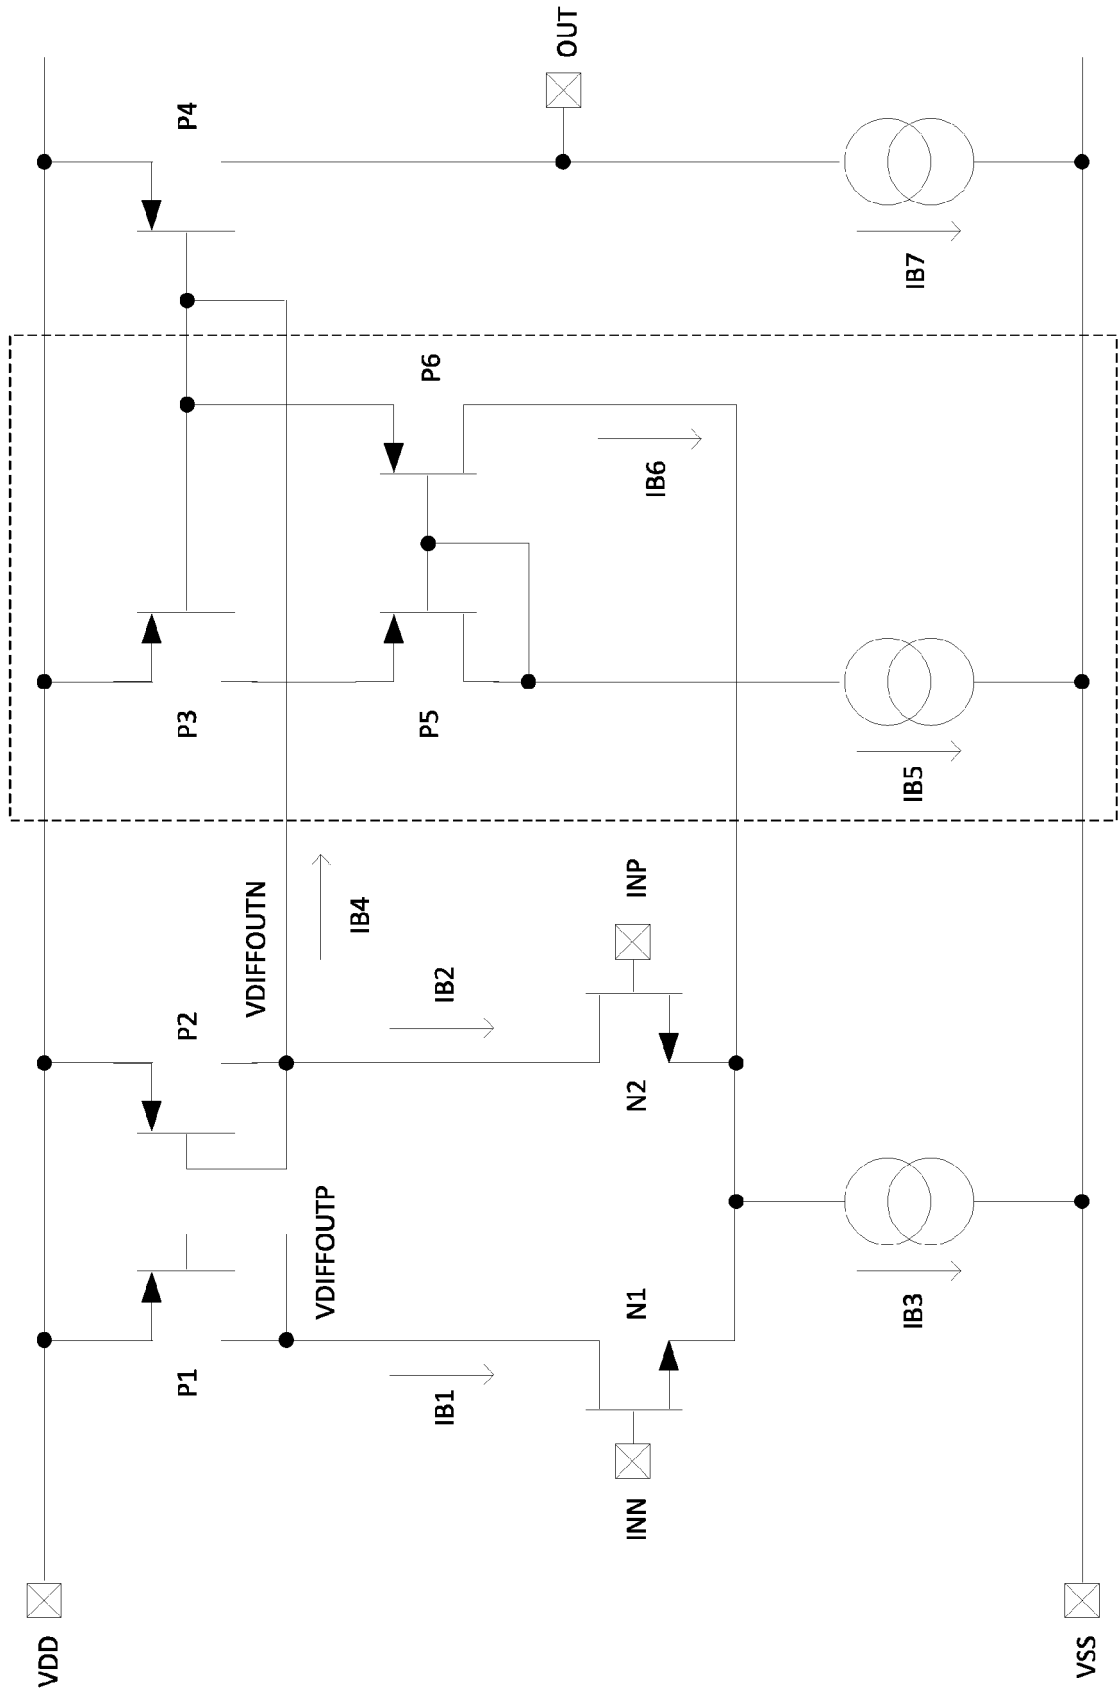 VDD
VSS
P1
P2
P3
P4
VDIFFOUTP
VDIFFOUTN
IB4
IB1
IB2
P5
P6
INN
N1
N2
INP
IB6
OUT
IB3
IB5
IB7